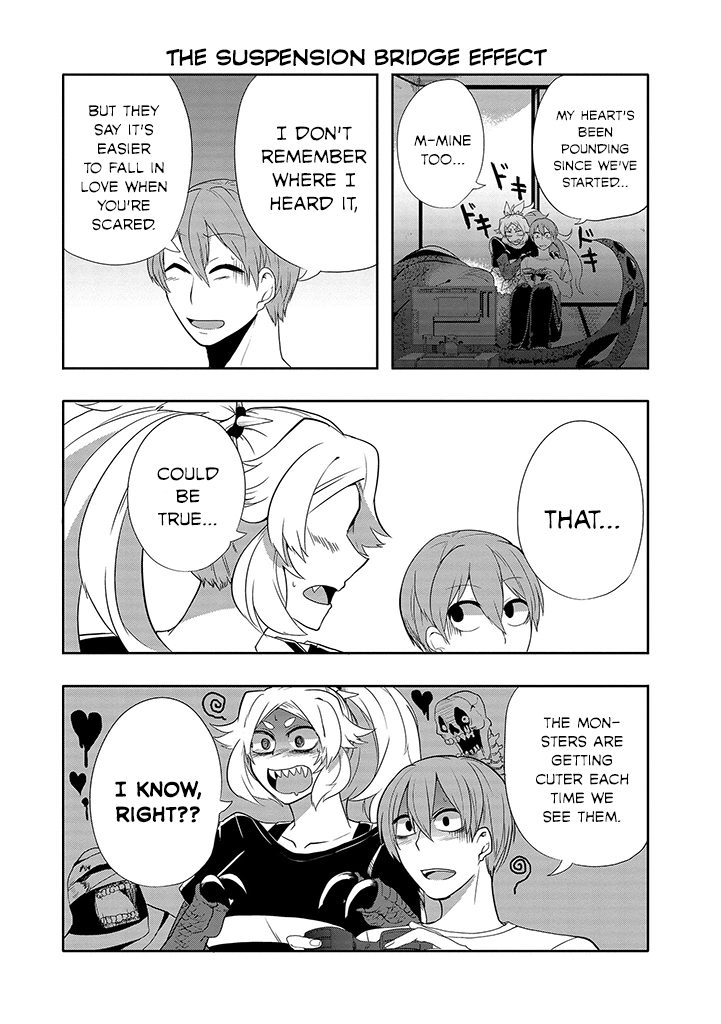 THE SUSPENSION BRIDGE EFFECT
MY HEART'S
BEEN
POUNDING
SINCE WE'VE
STARTED...
M-MINE
TOO...
ドキ
ドキ
I DON'T
REMEMBER
WHERE I
HEARD IT,
BUT THEY
SAY IT'S
EASIER
TO FALL IN
LOVE WHEN
YOU'RE
SCARED.
THAT...
COULD
BE
TRUE...
THE MON-
STERS ARE
GETTING
CUTER EACH
TIME WE
SEE THEM.
I KNOW,
RIGHT??